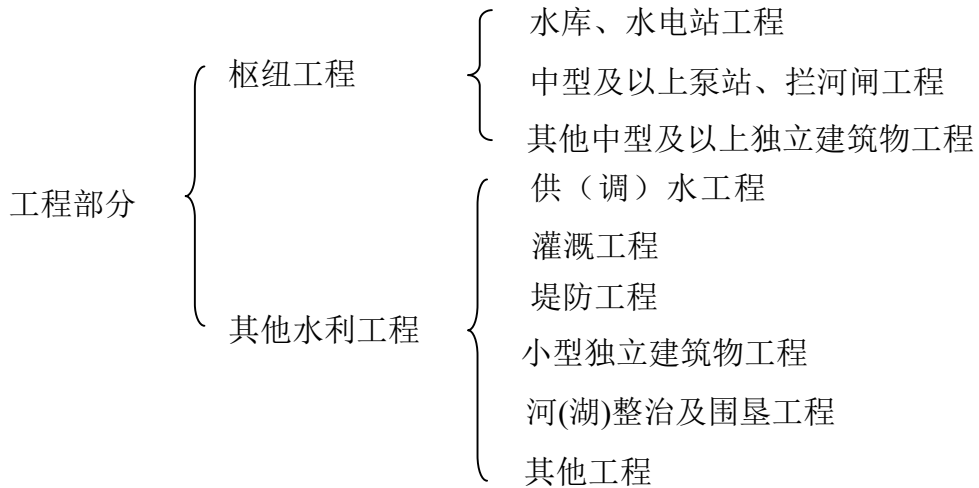 水库、水电站工程
枢纽工程
中型及以上泵站、拦河闸工程
其他中型及以上独立建筑物工程
工程部分
供（调）水工程
灌溉工程
堤防工程
其他水利工程
小型独立建筑物工程
河(湖)整治及围垦工程
其他工程